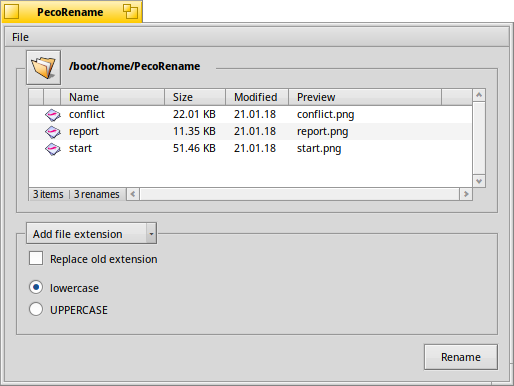 PecoRename
File
/boot/home/PecoRename
Name Size Modified Preview
conflict 22.01 KB 21.01.18 conflict.png
report 11.35 KB 21.01.18 report.png
start 51.46 KB 21.01.18 start.png
3 items 3 renames
Add file extension
Replace old extension
lowercase
UPPERCASE
Rename